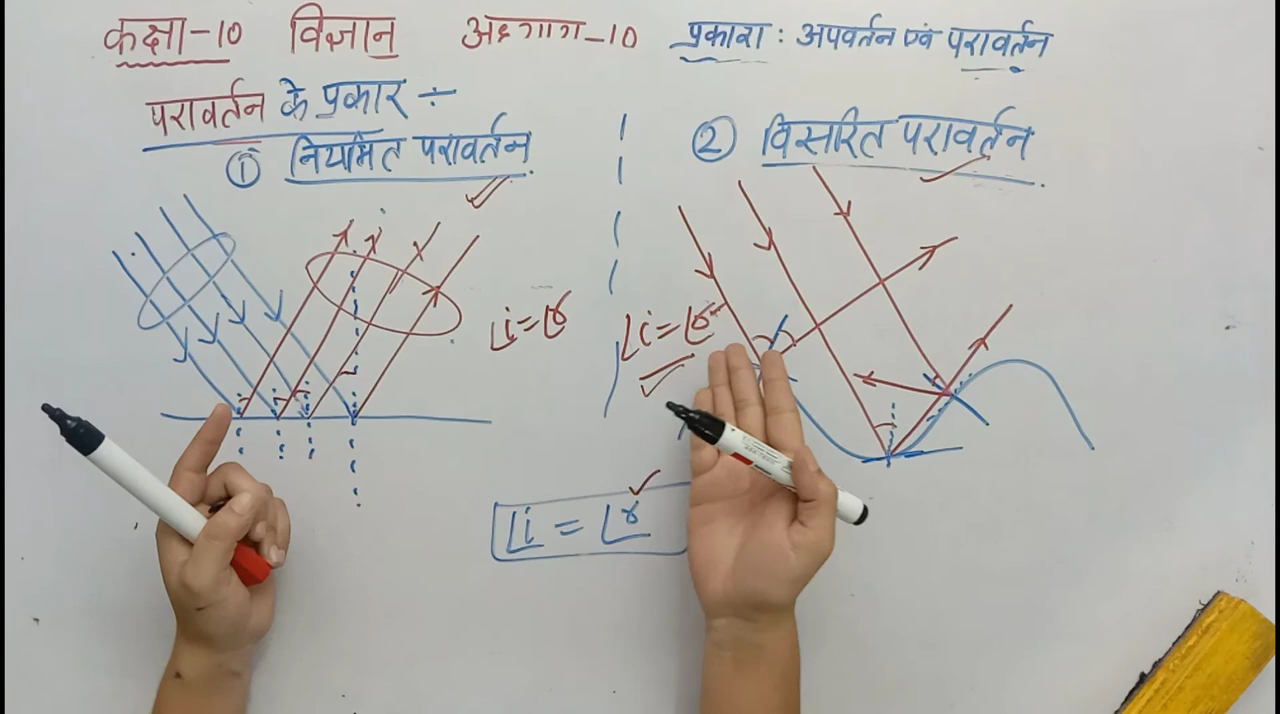 कक्षा-10 विज्ञान अध्याय-10 प्रकाश : अपवर्तन एवं परावर्तन
परावर्तन के प्रकार ÷
① नियमित परावर्तन
② विसरित परावर्तन
∠i=∠r
∠i=∠r
∠i = ∠r